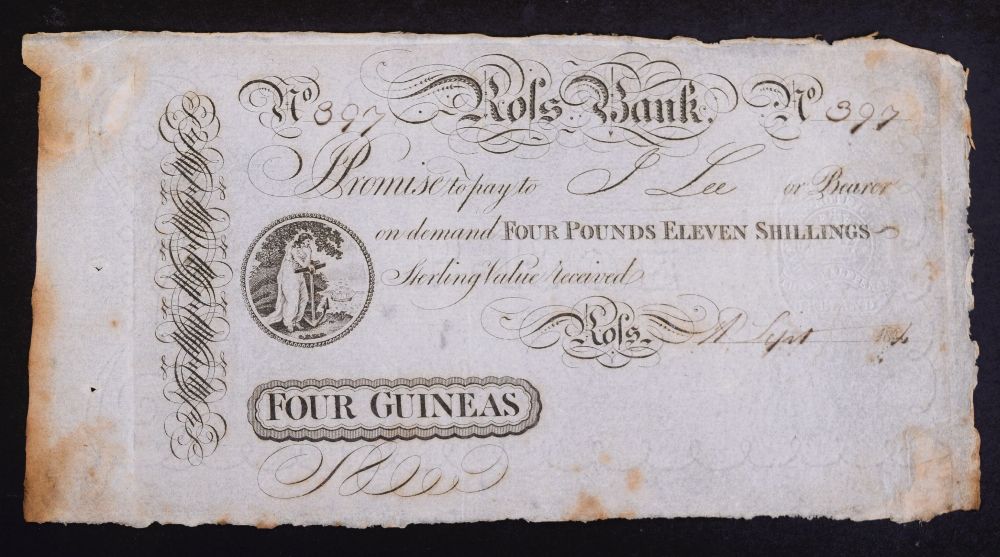 No 397 Roſs Bank. No 397
I Promise to pay to J Lee or Bearer
on demand FOUR POUNDS ELEVEN SHILLINGS
Sterling Value received
Roſs. Sept
FOUR GUINEAS